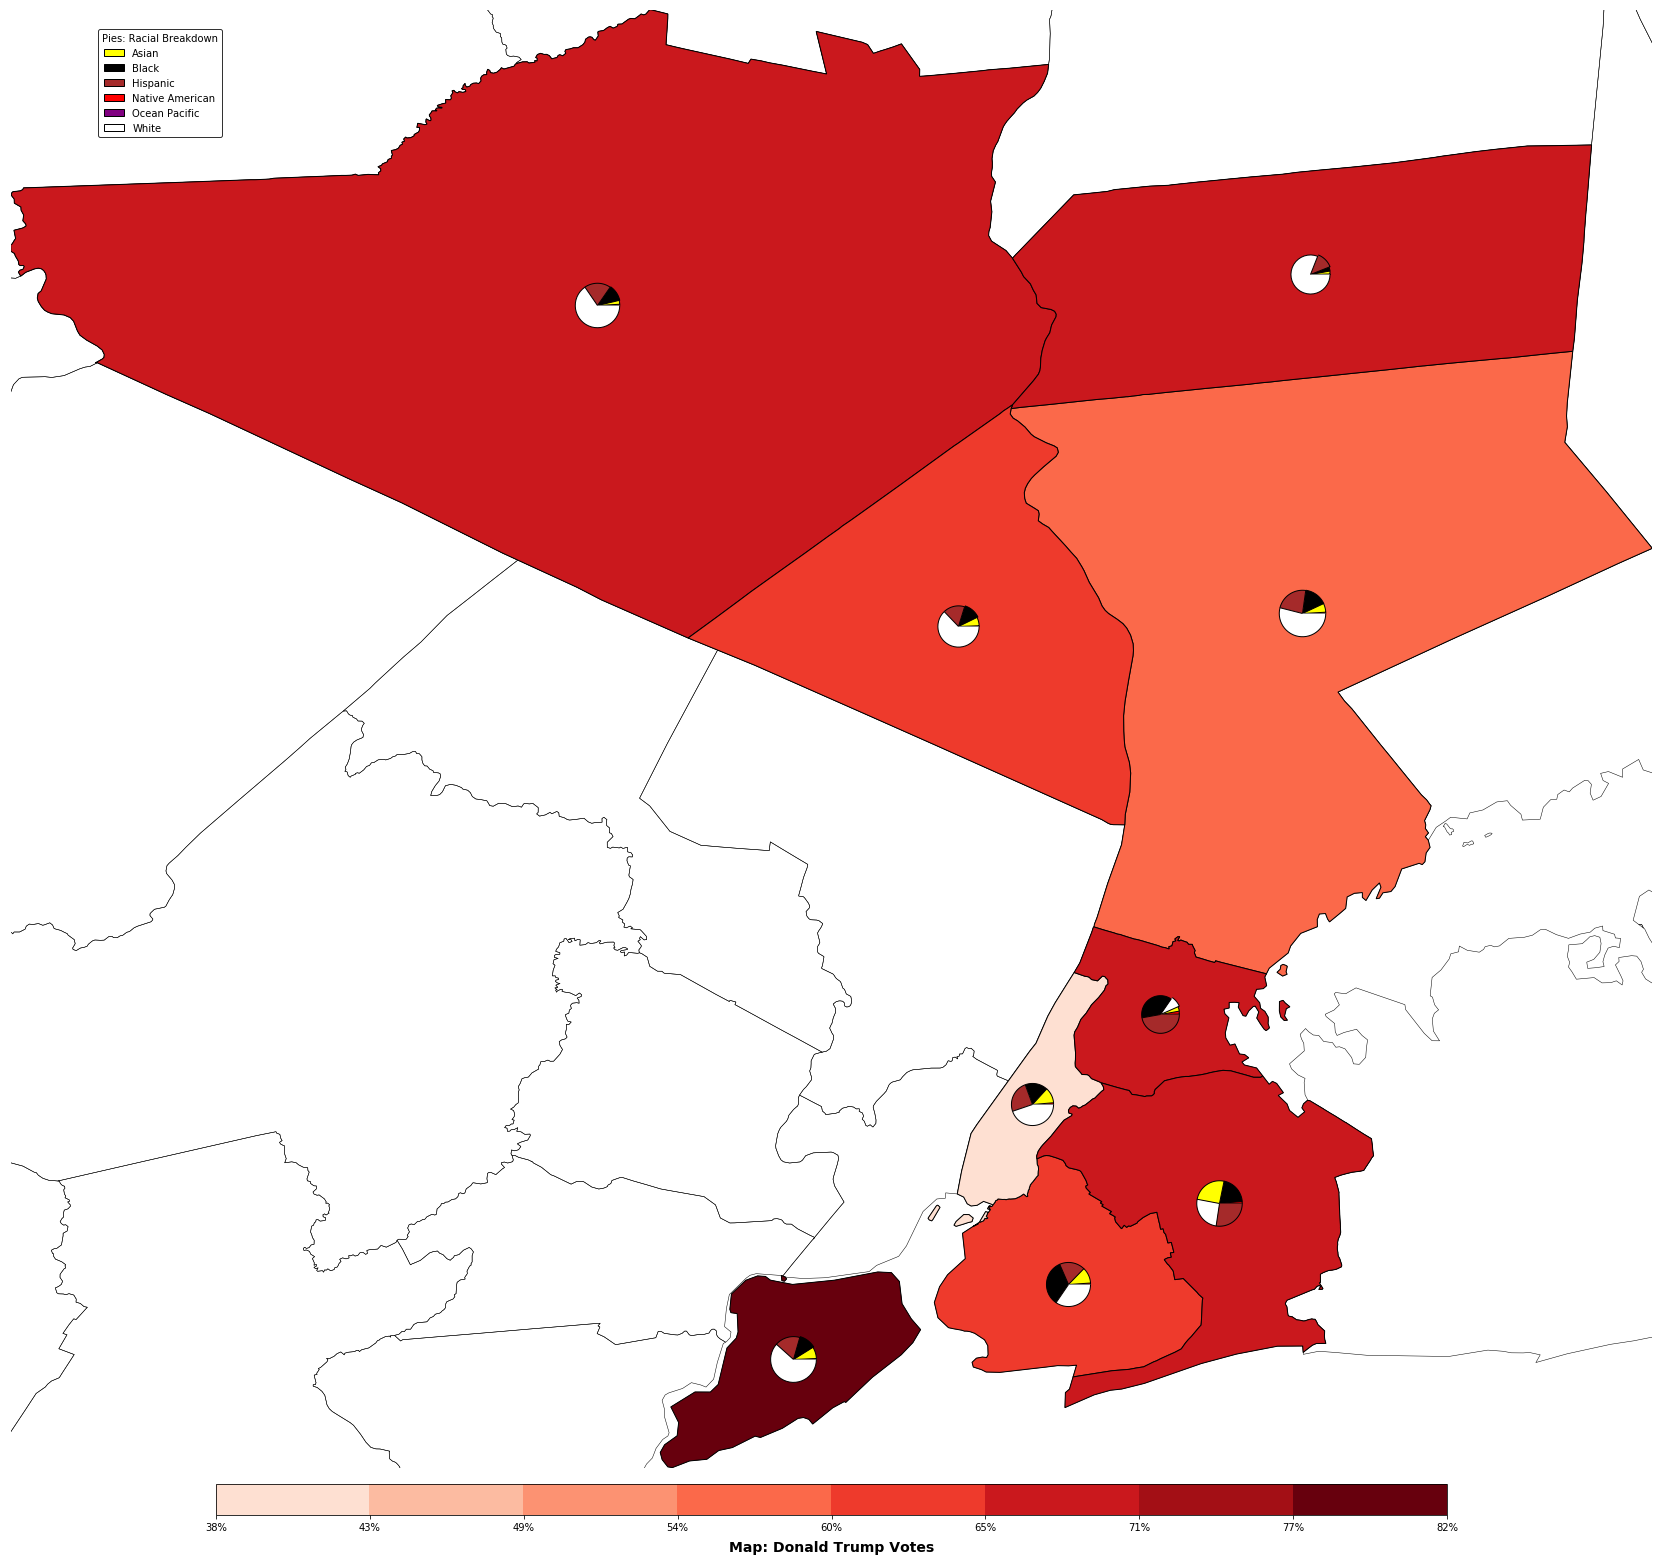 Pies: Racial Breakdown
Asian
Black
Hispanic
Native American
Ocean Pacific
White
38% 43% 49% 54% 60% 65% 71% 77% 82%
Map: Donald Trump Votes